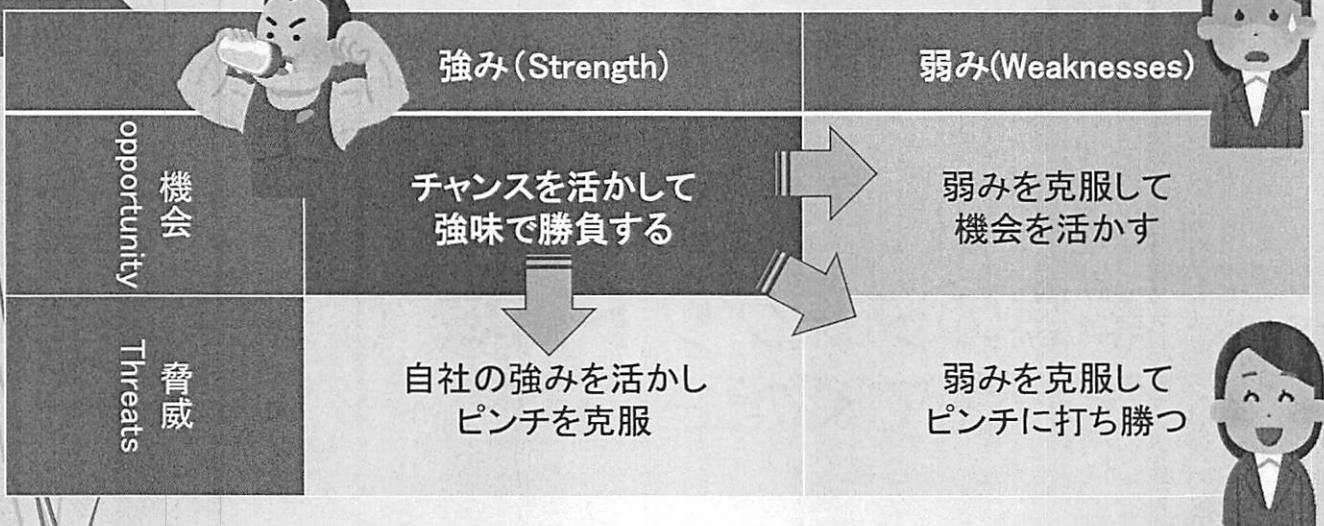 強み(Strength)
弱み(Weaknesses)
機会
opportunity
チャンスを活かして
強味で勝負する
弱みを克服して
機会を活かす
脅威
Threats
自社の強みを活かし
ピンチを克服
弱みを克服して
ピンチに打ち勝つ